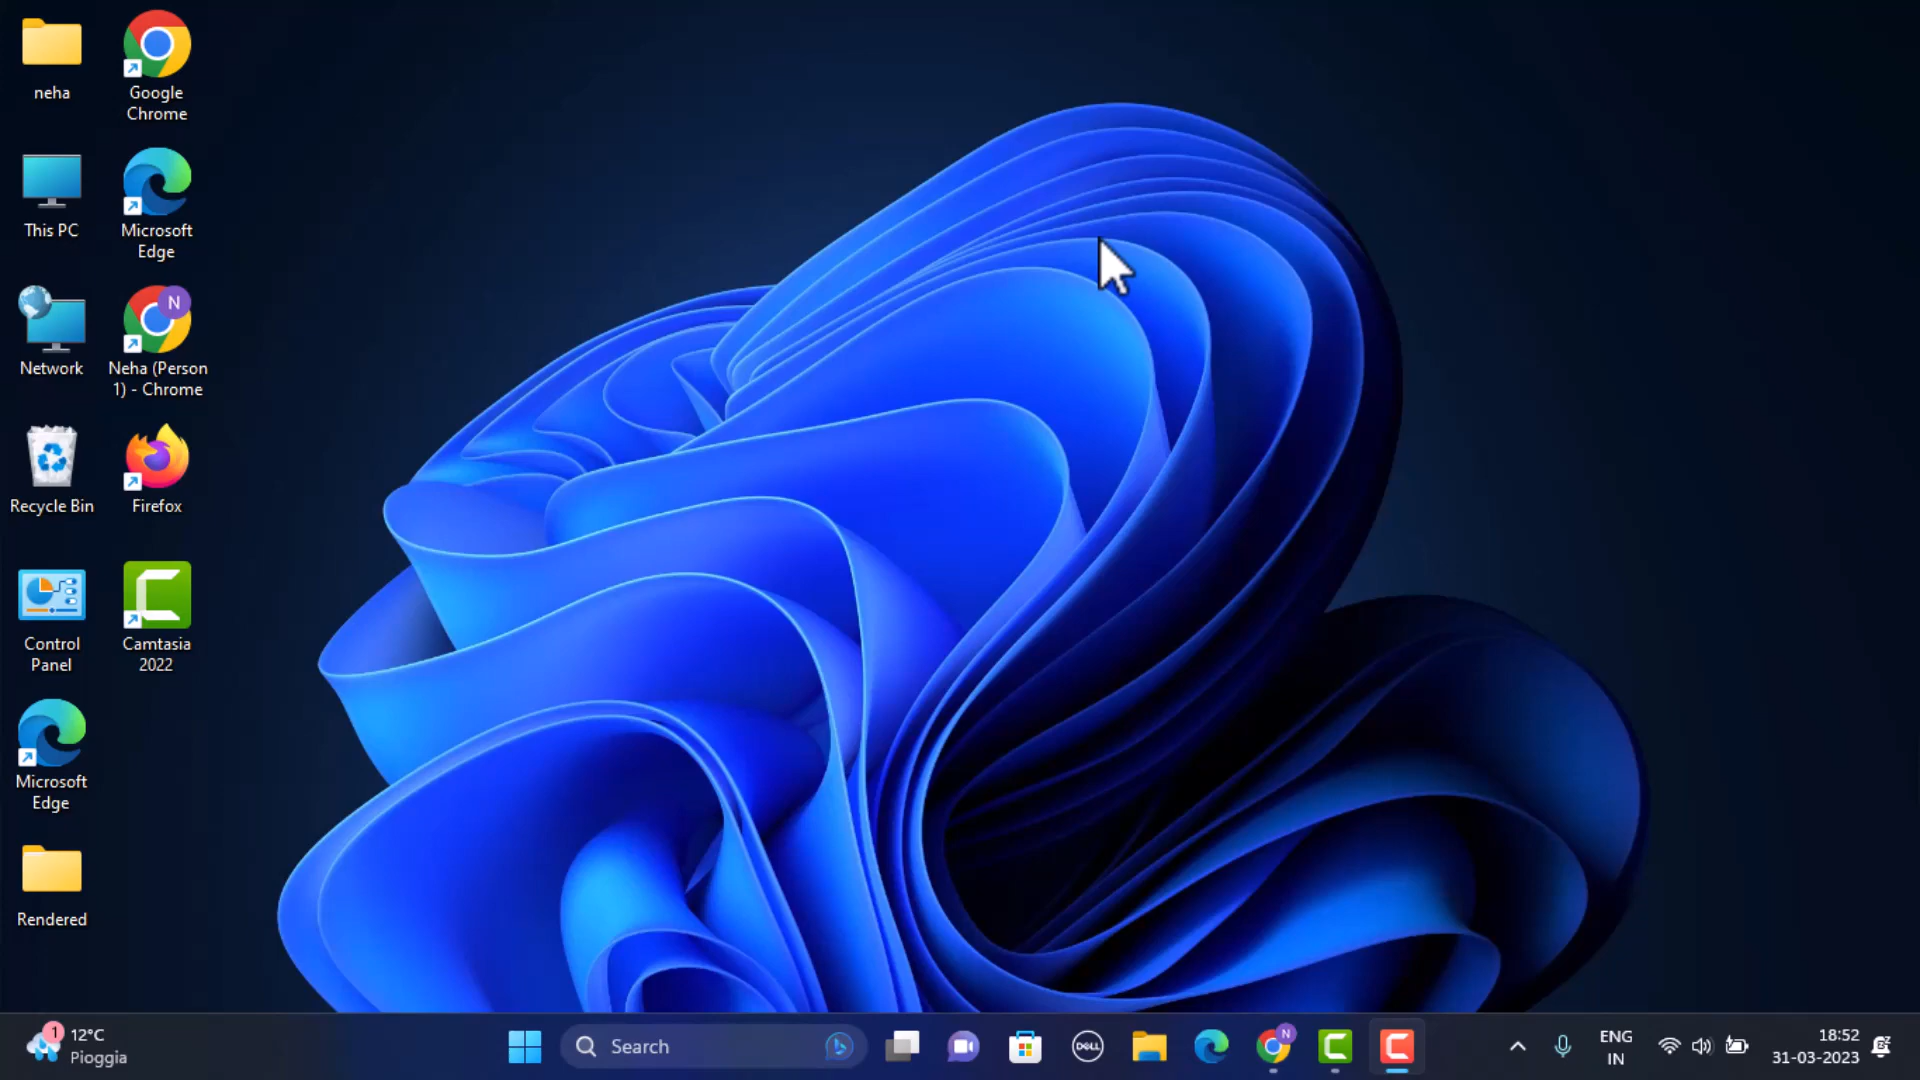 neha
Google
Chrome
This PC
Microsoft
Edge
Network
N
Neha (Person
1) - Chrome
Recycle Bin
Firefox
Control
Panel
Camtasia
2022
Microsoft
Edge
Rendered
1
12°C
Pioggia
Search
DELL
N
ENG
IN
18:52
31-03-2023